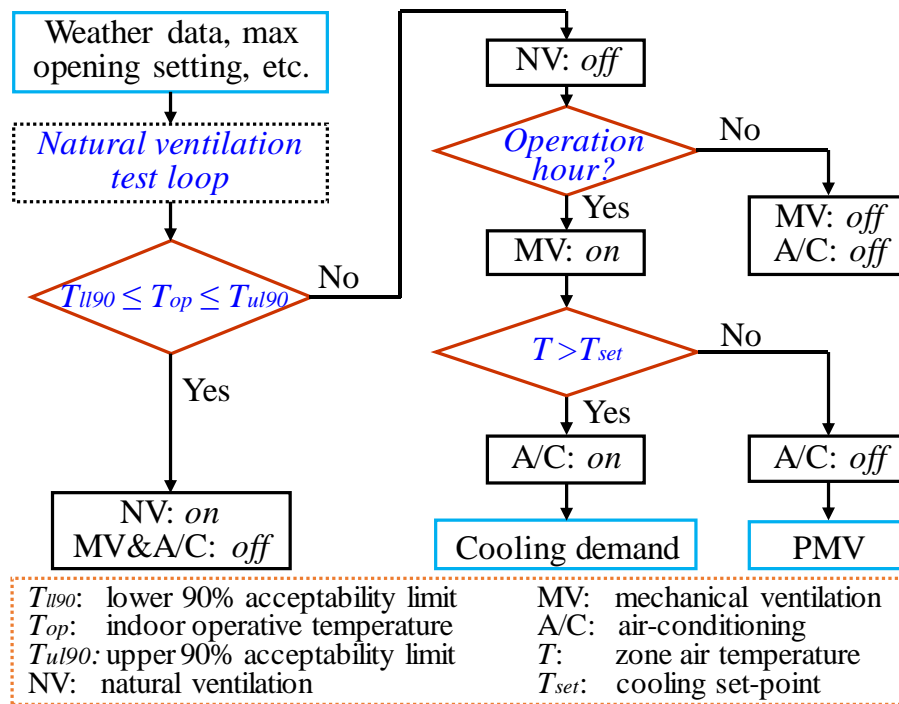 Weather data, max
opening setting, etc.
Natural ventilation
test loop
Tll90 ≤ Top ≤ Tul90
No
Yes
NV: on
MV&A/C: off
NV: off
Operation
hour?
No
Yes
MV: off
A/C: off
MV: on
T >Tset
No
Yes
A/C: on
A/C: off
Cooling demand
PMV
Tll90: lower 90% acceptability limit
Top: indoor operative temperature
Tul90: upper 90% acceptability limit
NV: natural ventilation
MV: mechanical ventilation
A/C: air-conditioning
T: zone air temperature
Tset: cooling set-point